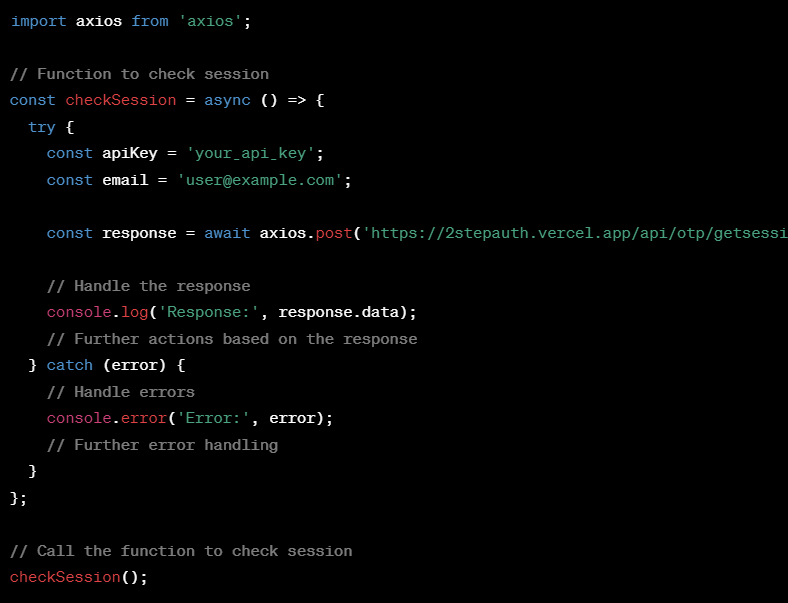 import axios from 'axios';
// Function to check session
const checkSession = async () => {
  try {
    const apiKey = 'your_api_key';
    const email = 'user@example.com';
    const response = await axios.post('https://2stepauth.vercel.app/api/otp/getsessi
    // Handle the response
    console.log('Response:', response.data);
    // Further actions based on the response
  } catch (error) {
    // Handle errors
    console.error('Error:', error);
    // Further error handling
  }
};
// Call the function to check session
checkSession();